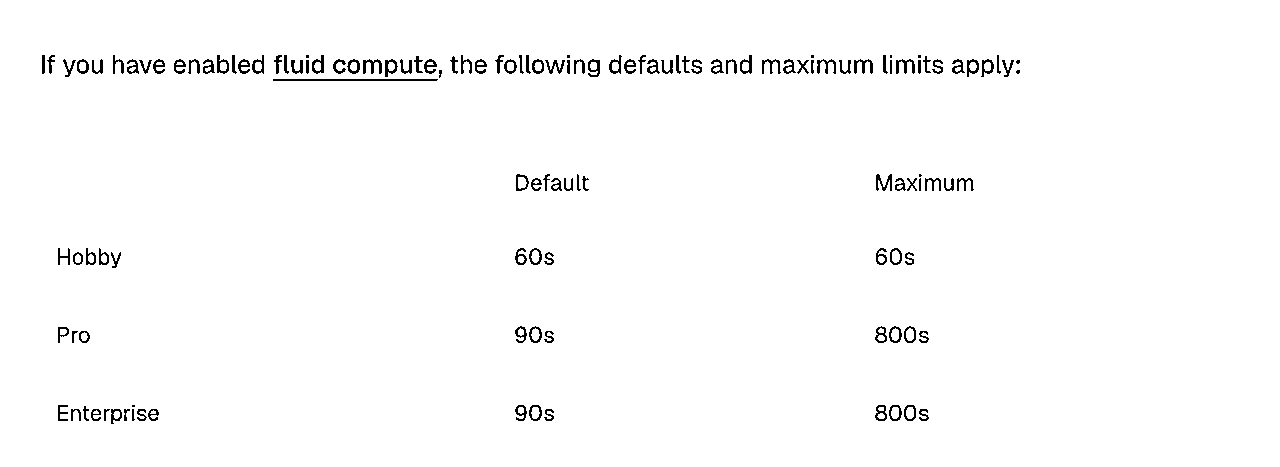 If you have enabled fluid compute, the following defaults and maximum limits apply:
Default Maximum
Hobby 60s 60s
Pro 90s 800s
Enterprise 90s 800s